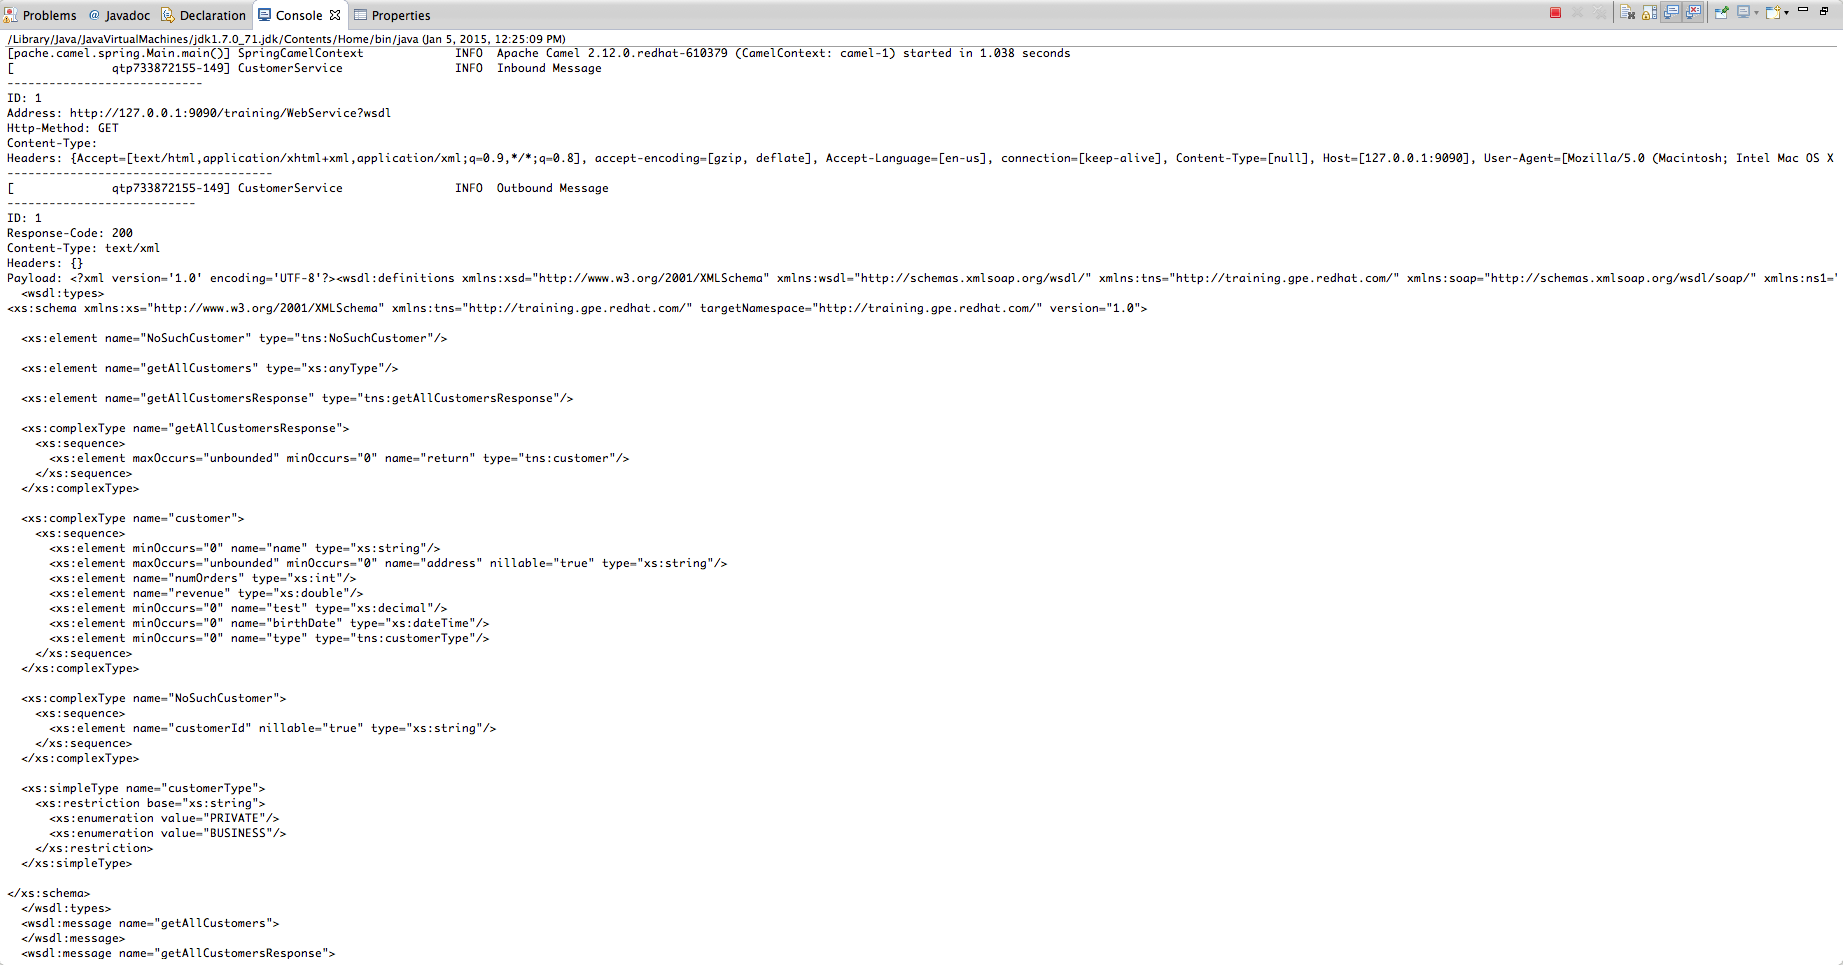 Problems @ Javadoc Declaration Console Properties
/Library/Java/JavaVirtualMachines/jdk1.7.0_71.jdk/Contents/Home/bin/java (Jan 5, 2015, 12:25:09 PM)
[pache.camel.spring.Main.main()] SpringCamelContext             INFO  Apache Camel 2.12.0.redhat-610379 (CamelContext: camel-1) started in 1.038 seconds
[              qtp733872155-149] CustomerService                INFO  Inbound Message
----------------------------
ID: 1
Address: http://127.0.0.1:9090/training/WebService?wsdl
Http-Method: GET
Content-Type:
Headers: {Accept=[text/html,application/xhtml+xml,application/xml;q=0.9,*/*;q=0.8], accept-encoding=[gzip, deflate], Accept-Language=[en-us], connection=[keep-alive], Content-Type=[null], Host=[127.0.0.1:9090], User-Agent=[Mozilla/5.0 (Macintosh; Intel Mac OS X
--------------------------------------
[              qtp733872155-149] CustomerService                INFO  Outbound Message
---------------------------
ID: 1
Response-Code: 200
Content-Type: text/xml
Headers: {}
Payload: <?xml version='1.0' encoding='UTF-8'?><wsdl:definitions xmlns:xsd="http://www.w3.org/2001/XMLSchema" xmlns:wsdl="http://schemas.xmlsoap.org/wsdl/" xmlns:tns="http://training.gpe.redhat.com/" xmlns:soap="http://schemas.xmlsoap.org/wsdl/soap/" xmlns:ns1='
  <wsdl:types>
<xs:schema xmlns:xs="http://www.w3.org/2001/XMLSchema" xmlns:tns="http://training.gpe.redhat.com/" targetNamespace="http://training.gpe.redhat.com/" version="1.0">
  <xs:element name="NoSuchCustomer" type="tns:NoSuchCustomer"/>
  <xs:element name="getAllCustomers" type="xs:anyType"/>
  <xs:element name="getAllCustomersResponse" type="tns:getAllCustomersResponse"/>
  <xs:complexType name="getAllCustomersResponse">
    <xs:sequence>
      <xs:element maxOccurs="unbounded" minOccurs="0" name="return" type="tns:customer"/>
    </xs:sequence>
  </xs:complexType>
  <xs:complexType name="customer">
    <xs:sequence>
      <xs:element minOccurs="0" name="name" type="xs:string"/>
      <xs:element maxOccurs="unbounded" minOccurs="0" name="address" nillable="true" type="xs:string"/>
      <xs:element name="numOrders" type="xs:int"/>
      <xs:element name="revenue" type="xs:double"/>
      <xs:element minOccurs="0" name="test" type="xs:decimal"/>
      <xs:element minOccurs="0" name="birthDate" type="xs:dateTime"/>
      <xs:element minOccurs="0" name="type" type="tns:customerType"/>
    </xs:sequence>
  </xs:complexType>
  <xs:complexType name="NoSuchCustomer">
    <xs:sequence>
      <xs:element name="customerId" nillable="true" type="xs:string"/>
    </xs:sequence>
  </xs:complexType>
  <xs:simpleType name="customerType">
    <xs:restriction base="xs:string">
      <xs:enumeration value="PRIVATE"/>
      <xs:enumeration value="BUSINESS"/>
    </xs:restriction>
  </xs:simpleType>
</xs:schema>
  </wsdl:types>
  <wsdl:message name="getAllCustomers">
  </wsdl:message>
  <wsdl:message name="getAllCustomersResponse">